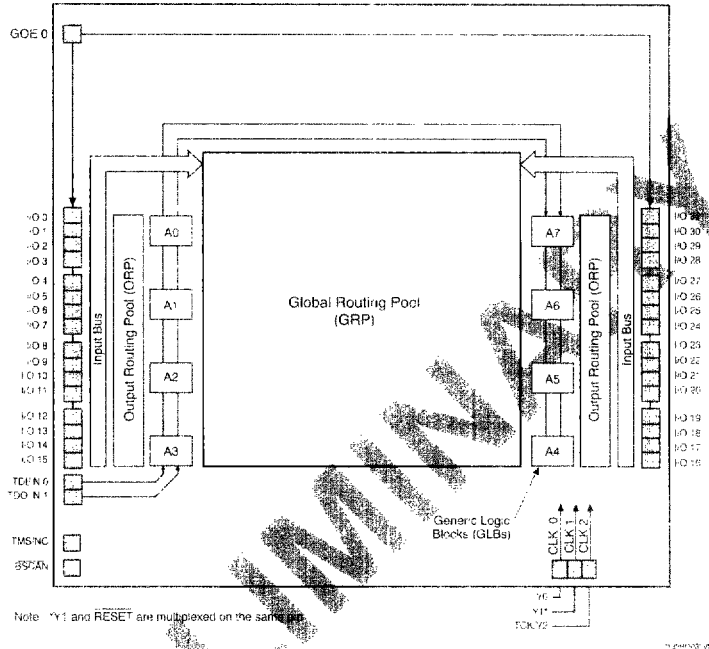 GOE 0
I/O 0
I/O 1
I/O 2
I/O 3
I/O 4
I/O 5
I/O 6
I/O 7
I/O 8
I/O 9
I/O 10
I/O 11
I/O 12
I/O 13
I/O 14
I/O 15
TDI/IN 0
TDO/IN 1
TMS/NC
BSCAN
Input Bus
Output Routing Pool (ORP)
A0
A1
A2
A3
Global Routing Pool
(GRP)
A7
A6
A5
A4
Output Routing Pool (ORP)
Input Bus
I/O 30
I/O 29
I/O 28
I/O 27
I/O 26
I/O 25
I/O 24
I/O 23
I/O 22
I/O 21
I/O 20
I/O 19
I/O 18
I/O 17
I/O 16
Generic Logic
Blocks (GLBs)
CLK 0
CLK 1
CLK 2
Y0
Y1*
TCK/Y2
Note: *Y1 and RESET are multiplexed on the same pin